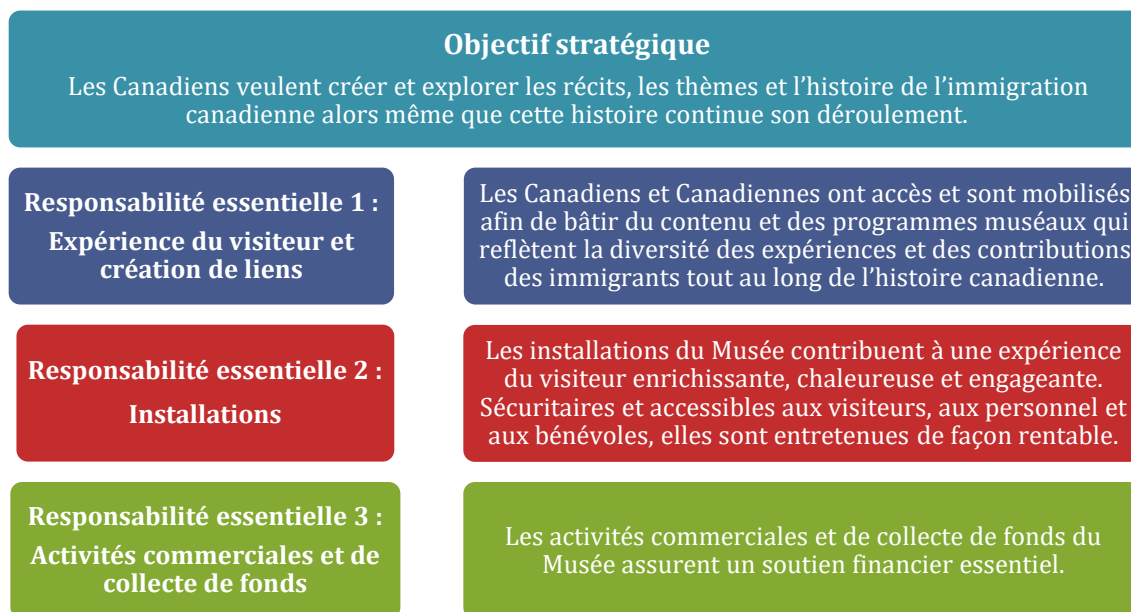 Objectif stratégique
Les Canadiens veulent créer et explorer les récits, les thèmes et l’histoire de l’immigration
canadienne alors même que cette histoire continue son déroulement.
Responsabilité essentielle 1 :
Expérience du visiteur et
création de liens
Les Canadiens et Canadiennes ont accès et sont mobilisés
afin de bâtir du contenu et des programmes muséaux qui
reflètent la diversité des expériences et des contributions
des immigrants tout au long de l’histoire canadienne.
Responsabilité essentielle 2 :
Installations
Les installations du Musée contribuent à une expérience
du visiteur enrichissante, chaleureuse et engageante.
Sécuritaires et accessibles aux visiteurs, aux personnel et
aux bénévoles, elles sont entretenues de façon rentable.
Responsabilité essentielle 3 :
Activités commerciales et de
collecte de fonds
Les activités commerciales et de collecte de fonds du
Musée assurent un soutien financier essentiel.